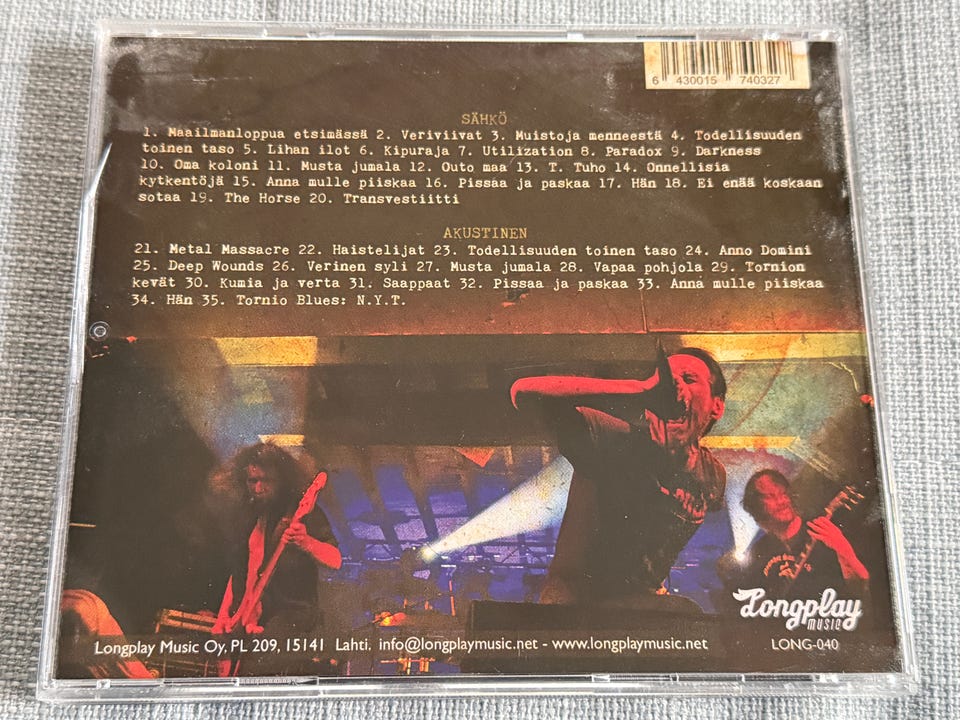 6 430015 740327
SÄHKÖ
1. Maailmanloppua etsimässä 2. Veriviivat 3. Muistoja menneestä 4. Todellisuuden
toinen taso 5. Lihan ilot 6. Kipuraja 7. Utilization 8. Paradox 9. Darkness
10. Oma koloni 11. Musta jumala 12. Outo maa 13. T. Tuho 14. Onnellisia
kytkentöjä 15. Anna mulle piiskaa 16. Pissaa ja paskaa 17. Hän 18. Ei enää koskaan
sotaa 19. The Horse 20. Transvestiitti
AKUSTINEN
21. Metal Massacre 22. Haistelijat 23. Todellisuuden toinen taso 24. Anno Domini
25. Deep Wounds 26. Verinen syli 27. Musta jumala 28. Vapaa pohjola 29. Tornion
kevät 30. Kumia ja verta 31. Saappaat 32. Pissaa ja paskaa 33. Anna mulle piiskaa
34. Hän 35. Tornio Blues: N.Y.T.
Longplay
music
Longplay Music Oy, PL 209, 15141 Lahti. info@longplaymusic.net - www.longplaymusic.net
LONG-040